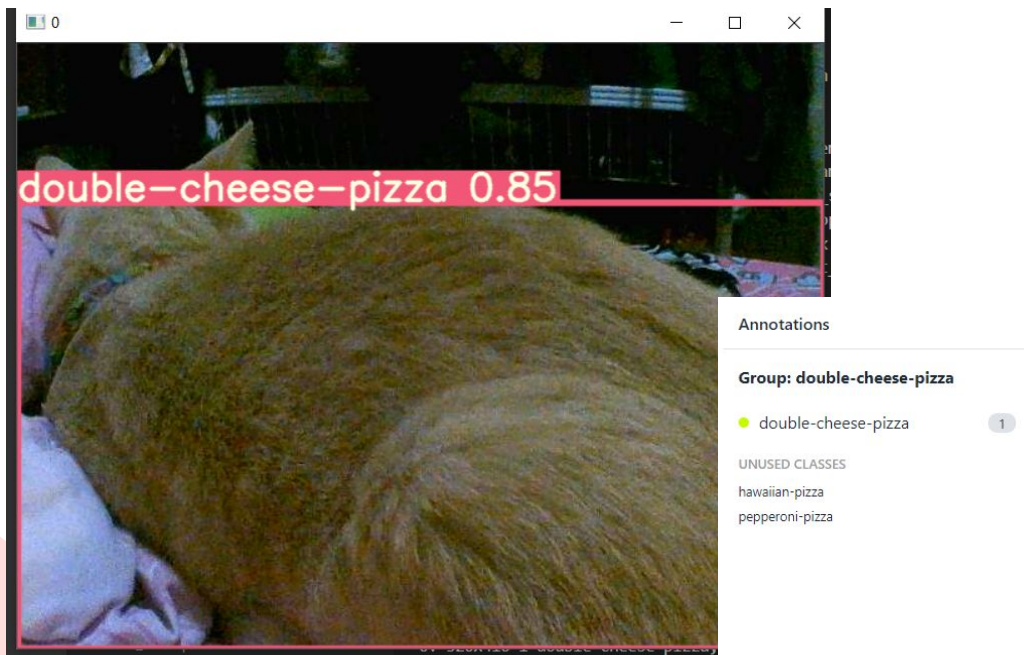 0
double-cheese-pizza 0.85
Annotations
Group: double-cheese-pizza
double-cheese-pizza 1
UNUSED CLASSES
hawaiian-pizza
pepperoni-pizza